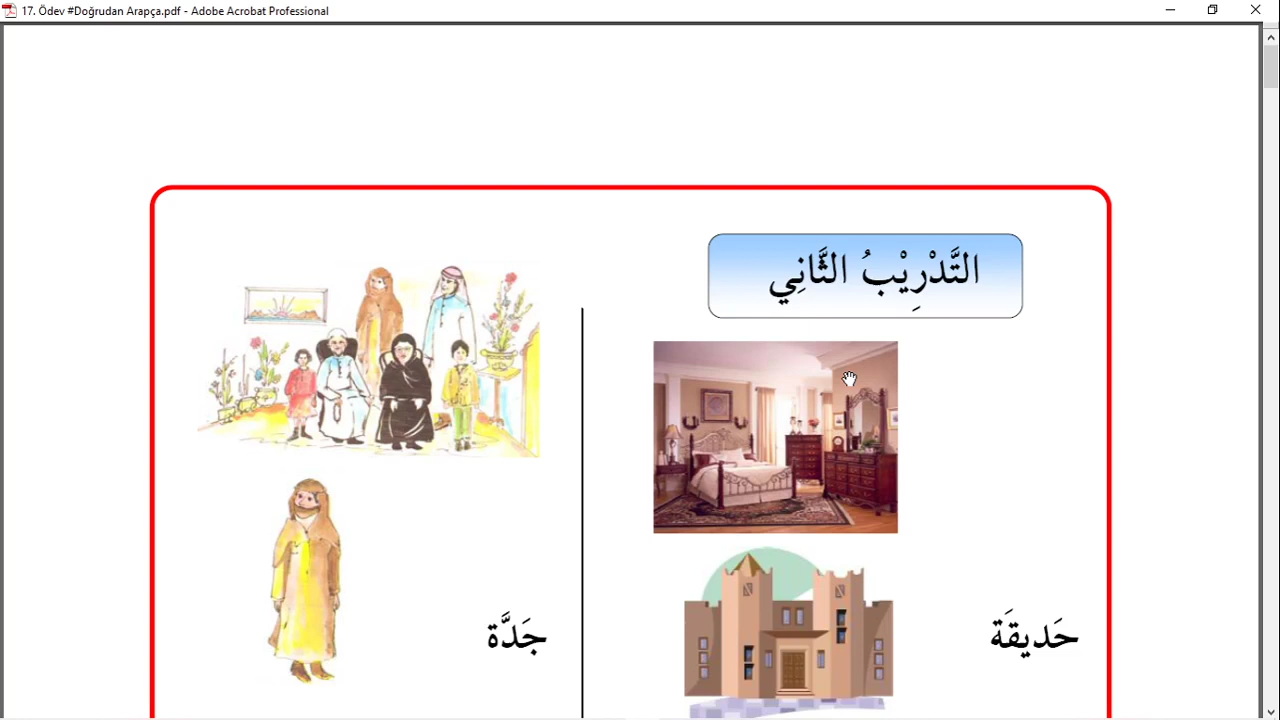 17. Ödev #Doğrudan Arapça.pdf - Adobe Acrobat Professional
التَّدْرِيْبُ الثَّانِي
حَديقَة
جَدَّة